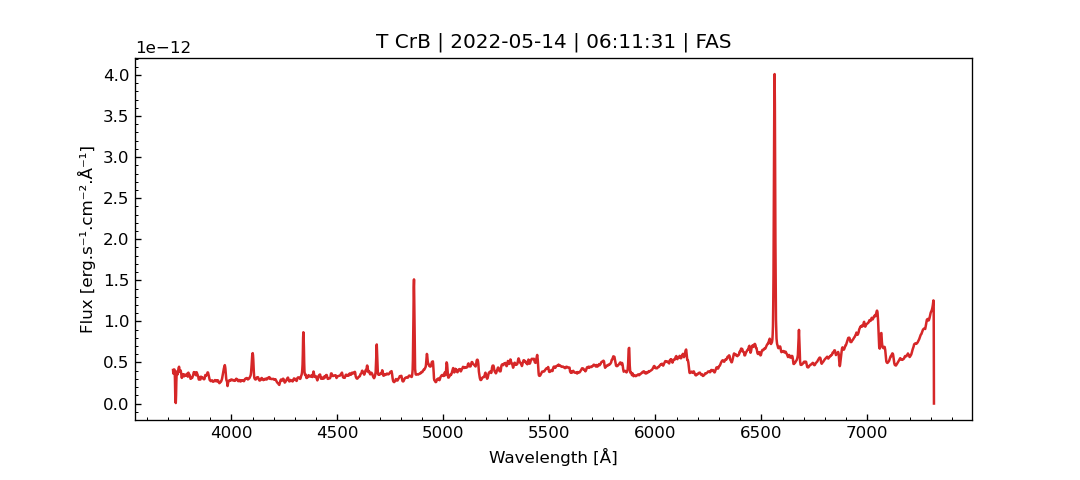 T CrB | 2022-05-14 | 06:11:31 | FAS
1e−12
4.0
3.5
3.0
2.5
2.0
1.5
1.0
0.5
0.0
Flux [erg.s⁻¹.cm⁻².Å⁻¹]
4000 4500 5000 5500 6000 6500 7000
Wavelength [Å]